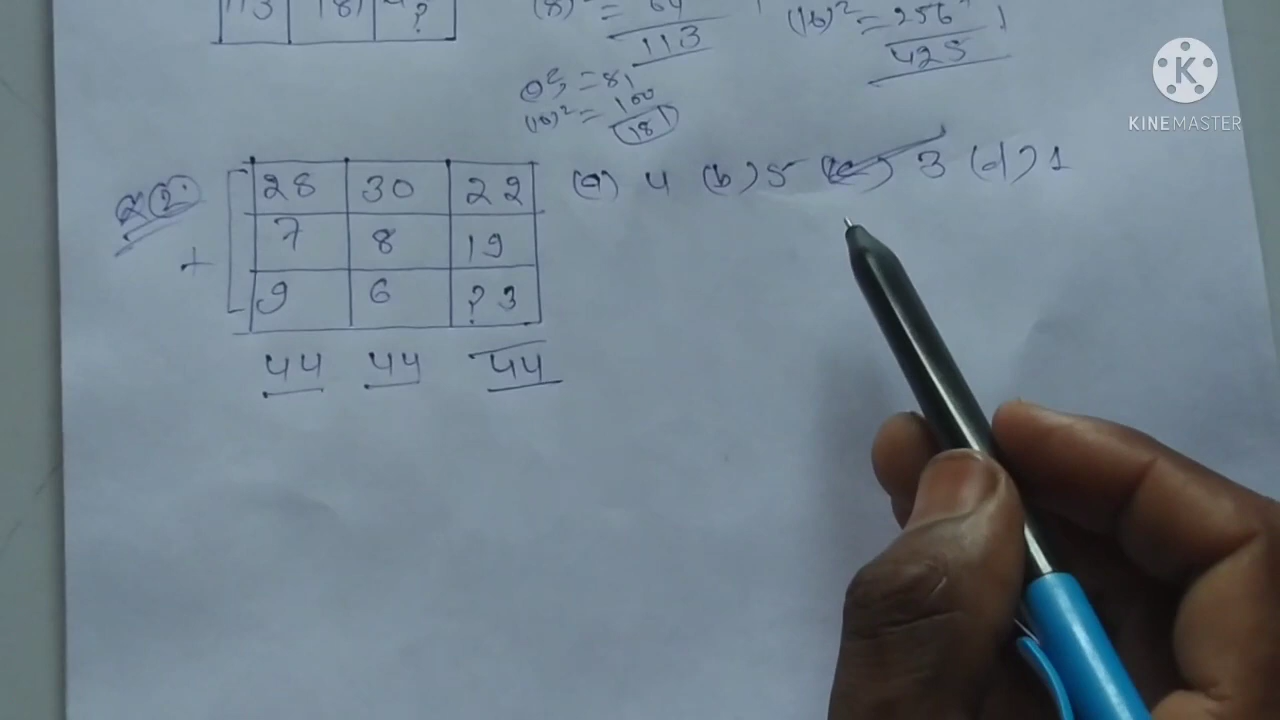 113 181 ?
(8)² = 64
113
(16)² = 256
425
(9)² = 81
(10)² = 100
181
K
KINEMASTER
28 30 22 (a) 4 (b) 5 (c) 3 (d) 1
7 8 19
+
9 6 ? 3
44 44 44